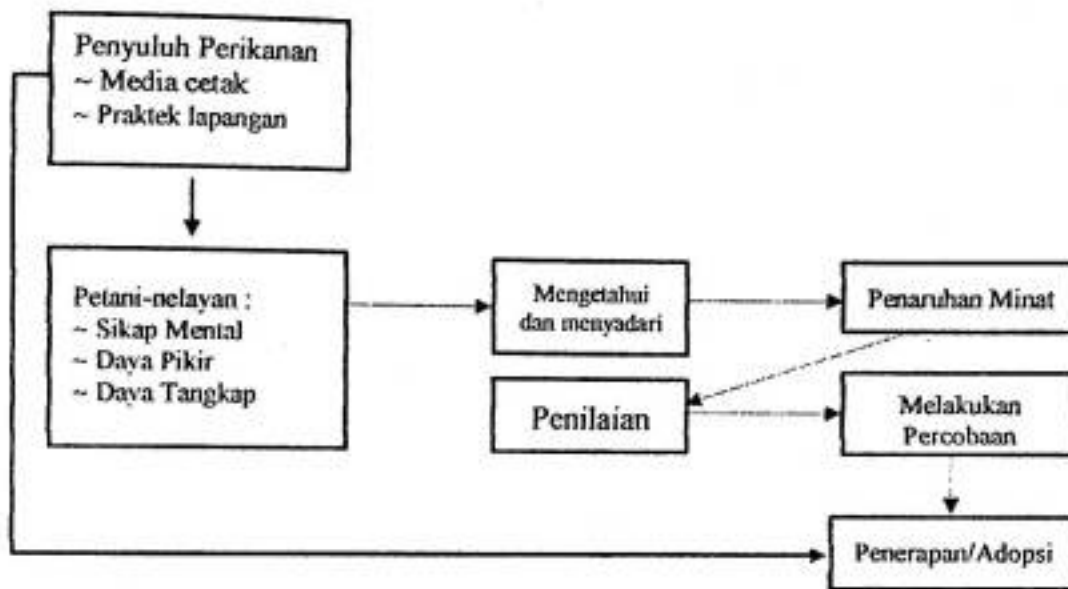 Penyuluh Perikanan
~ Media cetak
~ Praktek lapangan
Petani-nelayan :
~ Sikap Mental
~ Daya Pikir
~ Daya Tangkap
Mengetahui
dan menyadari
Penaruhan Minat
Penilaian
Melakukan
Percobaan
Penerapan/Adopsi